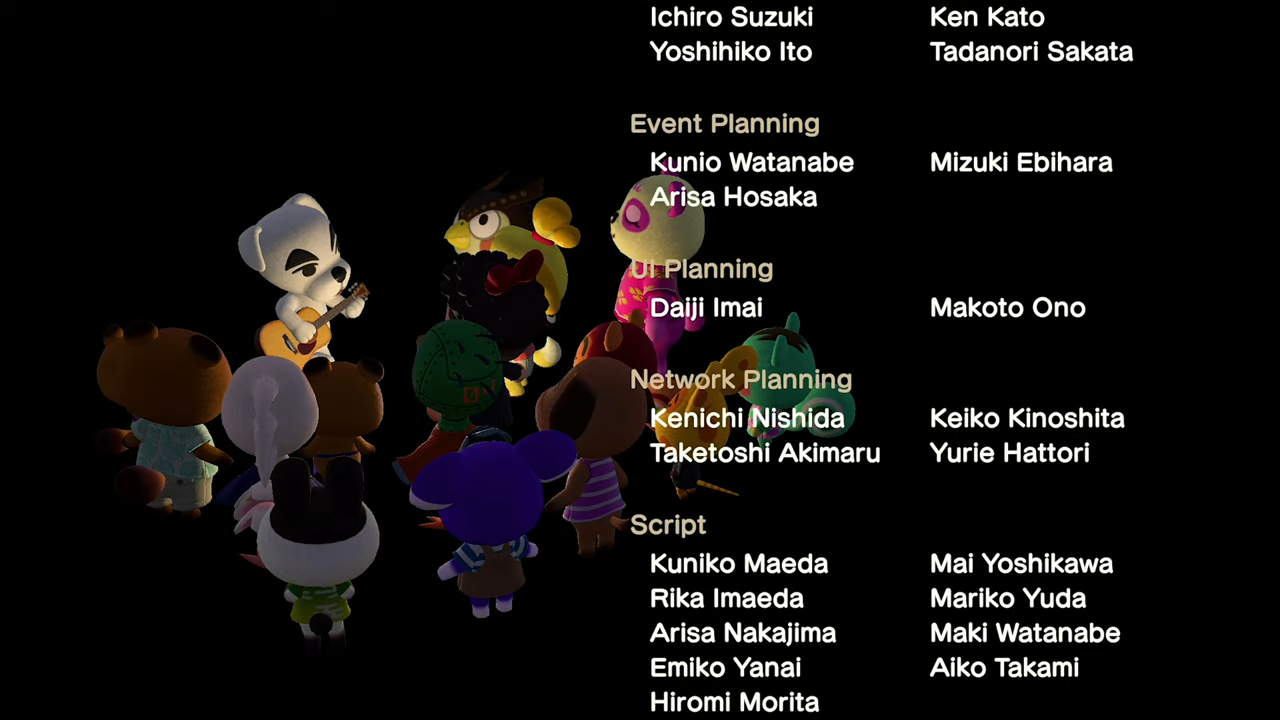 Ichiro Suzuki Ken Kato
Yoshihiko Ito Tadanori Sakata
Event Planning
Kunio Watanabe Mizuki Ebihara
Arisa Hosaka
UI Planning
Daiji Imai Makoto Ono
Network Planning
Kenichi Nishida Keiko Kinoshita
Taketoshi Akimaru Yurie Hattori
Script
Kuniko Maeda Mai Yoshikawa
Rika Imaeda Mariko Yuda
Arisa Nakajima Maki Watanabe
Emiko Yanai Aiko Takami
Hiromi Morita